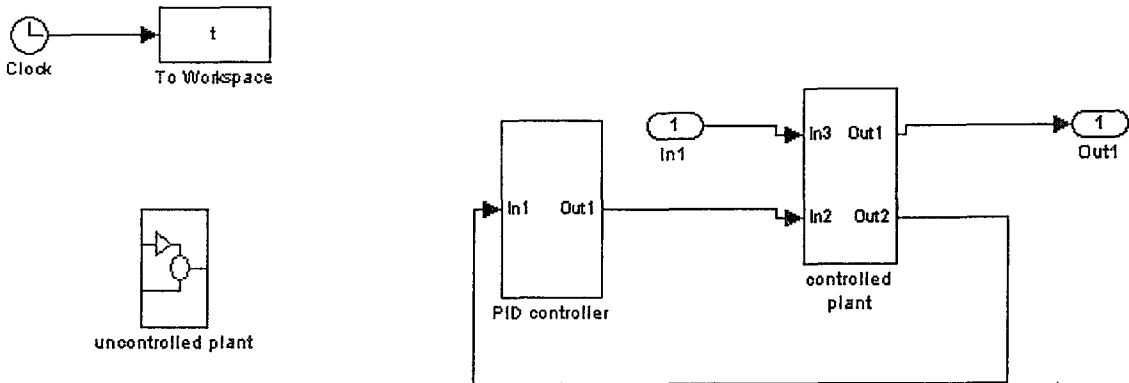 t
Clock
To Workspace
1
In1
In3 Out1
In2 Out2
controlled
plant
1
Out1
In1 Out1
PID controller
uncontrolled plant